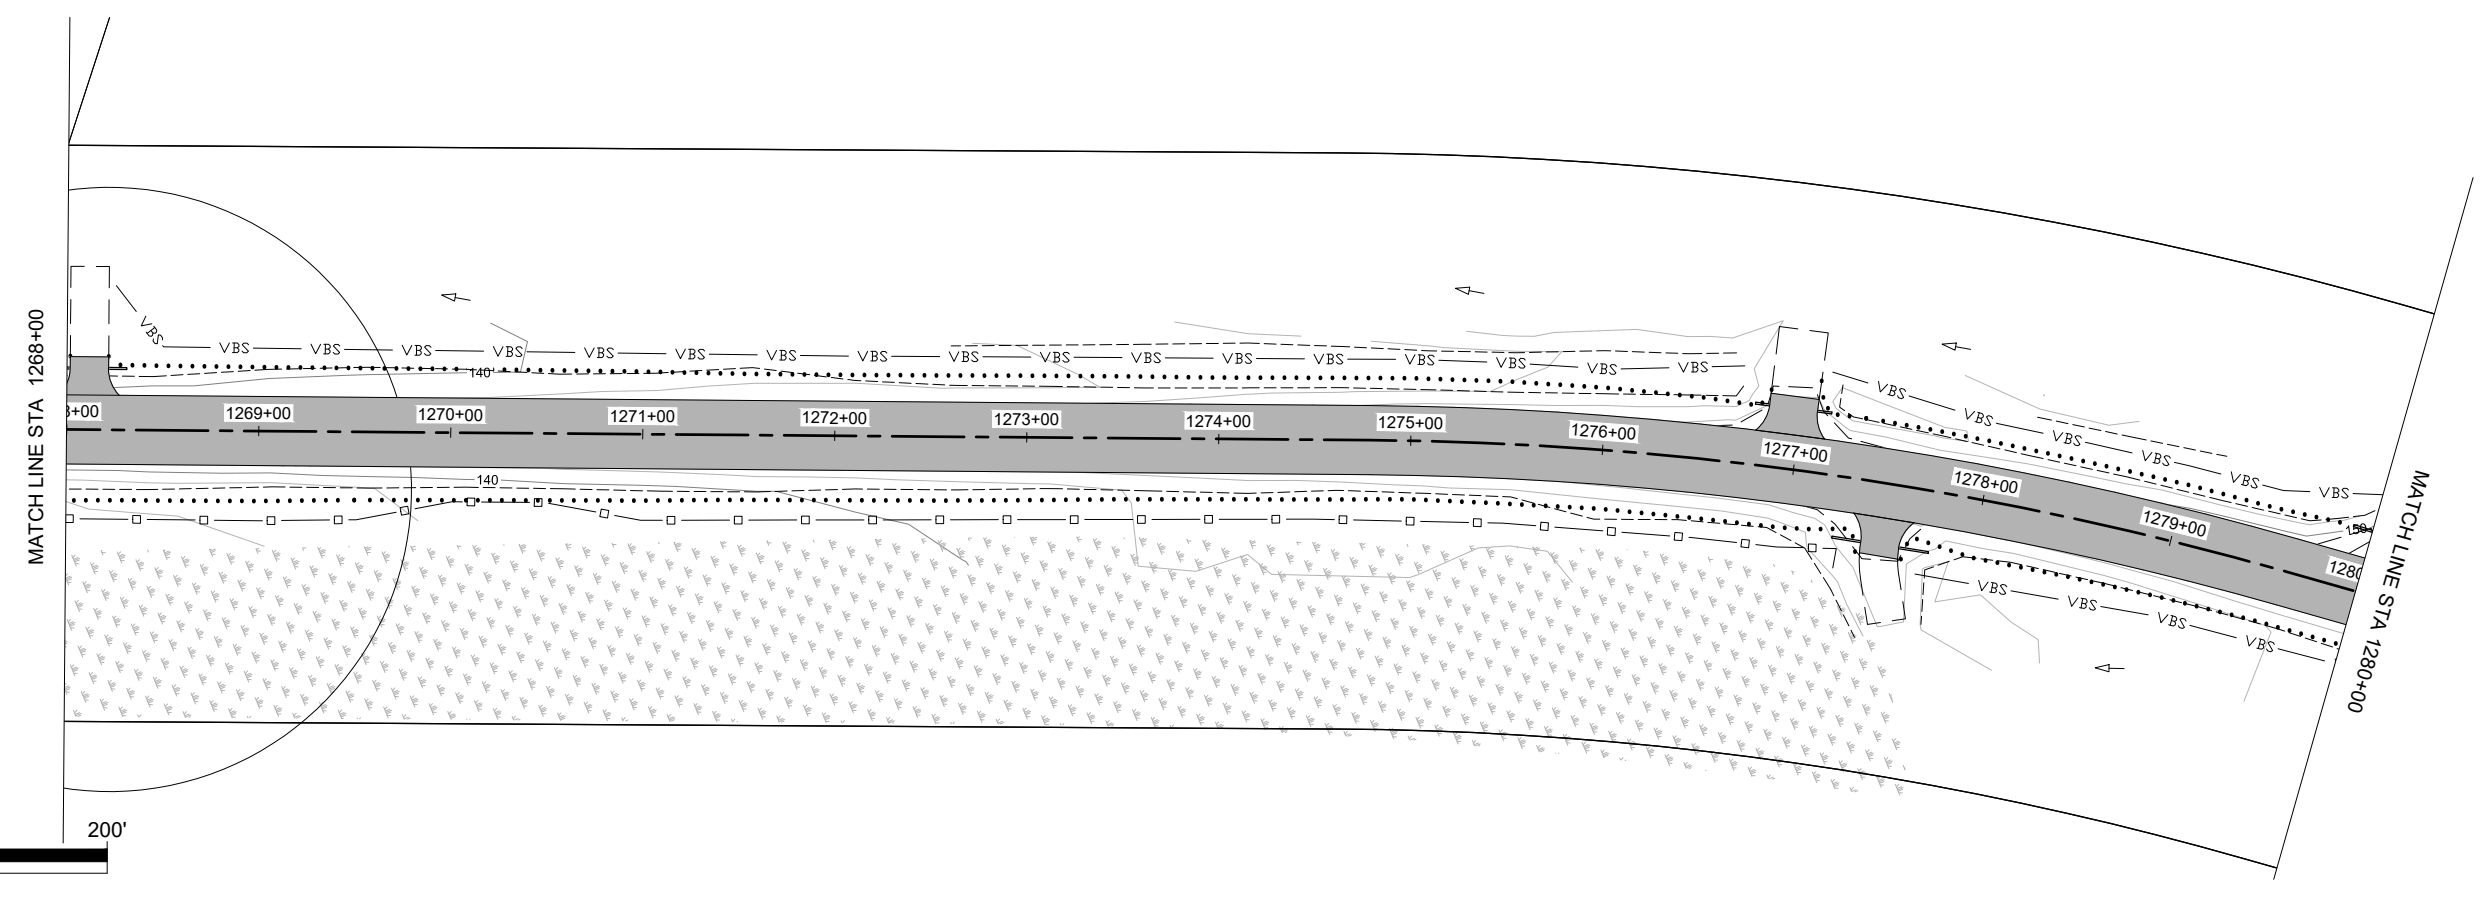 MATCH LINE STA 1268+00
VBS
VBS VBS VBS VBS VBS VBS VBS VBS VBS VBS VBS VBS VBS VBS VBS VBS VBS
VBS VBS VBS VBS VBS VBS
140
+00 1269+00 1270+00 1271+00 1272+00 1273+00 1274+00 1275+00 1276+00 1277+00 1278+00 1279+00 1280
140
150
VBS VBS VBS VBS
MATCH LINE STA 1280+00
200'